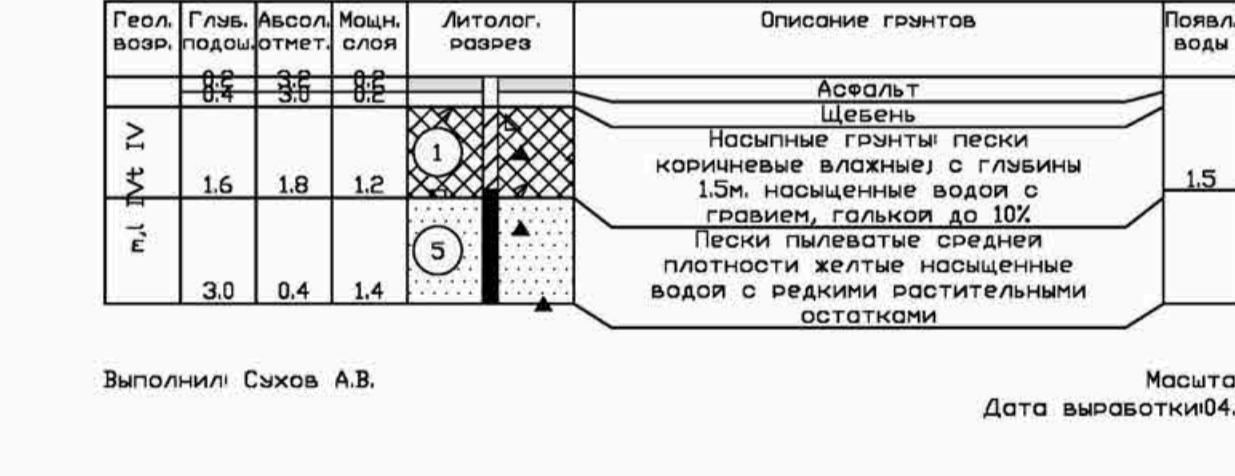 Геол. возр.
Глуб. подош.
Абсол. отмет.
Мощн. слоя
Литолог. разрез
Описание грунтов
Появл. воды
0.2 3.2 0.2
Асфальт
0.4 3.0 0.2
Щебень
t IV
1.6 1.8 1.2
1
Насыпные грунты: пески
коричневые влажные; с глубины
1.5м. насыщенные водой с
гравием, галькой до 10%
1.5
m,l IV
3.0 0.4 1.4
5
Пески пылеватые средней
плотности желтые насыщенные
водой с редкими растительными
остатками
Выполнил: Сухов А.В.
Масшта
Дата выработки:04.